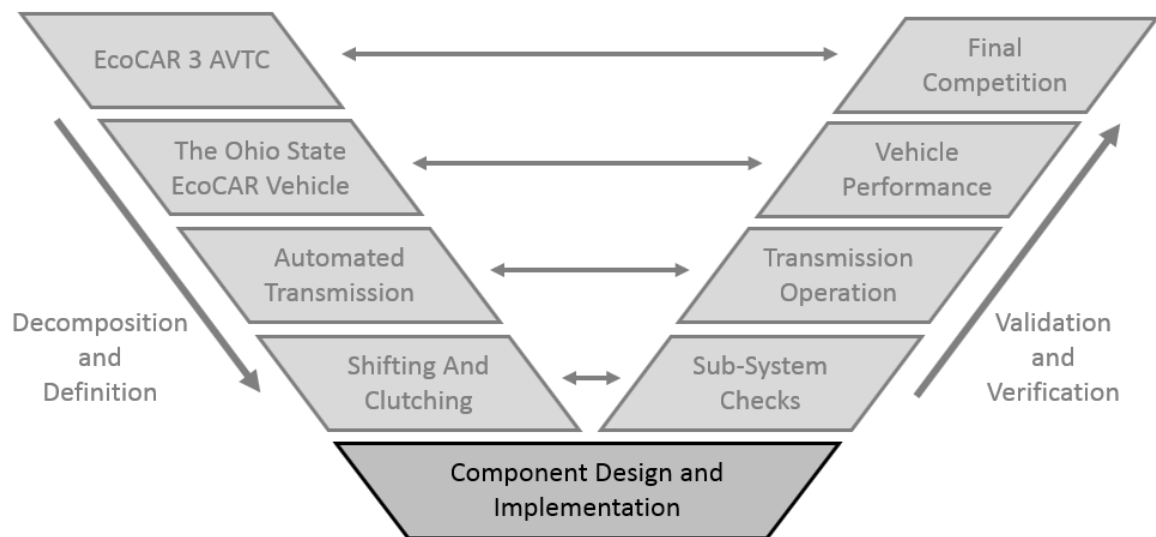 EcoCAR 3 AVTC
Final
Competition
The Ohio State
EcoCAR Vehicle
Vehicle
Performance
Automated
Transmission
Transmission
Operation
Decomposition
and
Definition
Validation
and
Verification
Shifting And
Clutching
Sub-System
Checks
Component Design and
Implementation